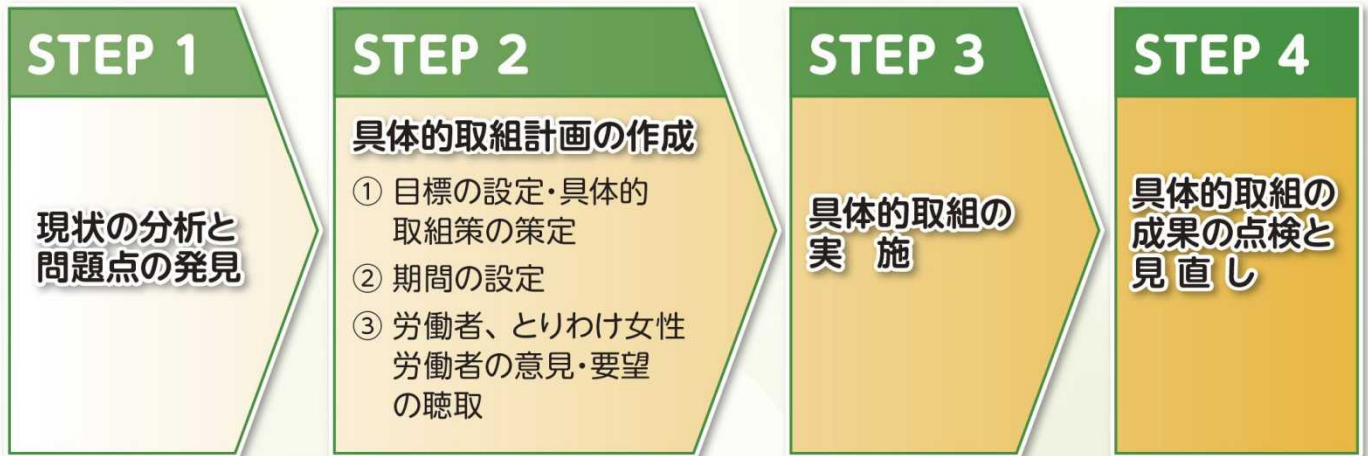 STEP 1
現状の分析と
問題点の発見
STEP 2
具体的取組計画の作成
① 目標の設定・具体的
取組策の策定
② 期間の設定
③ 労働者、とりわけ女性
労働者の意見・要望
の聴取
STEP 3
具体的取組の
実　施
STEP 4
具体的取組の
成果の点検と
見 直 し